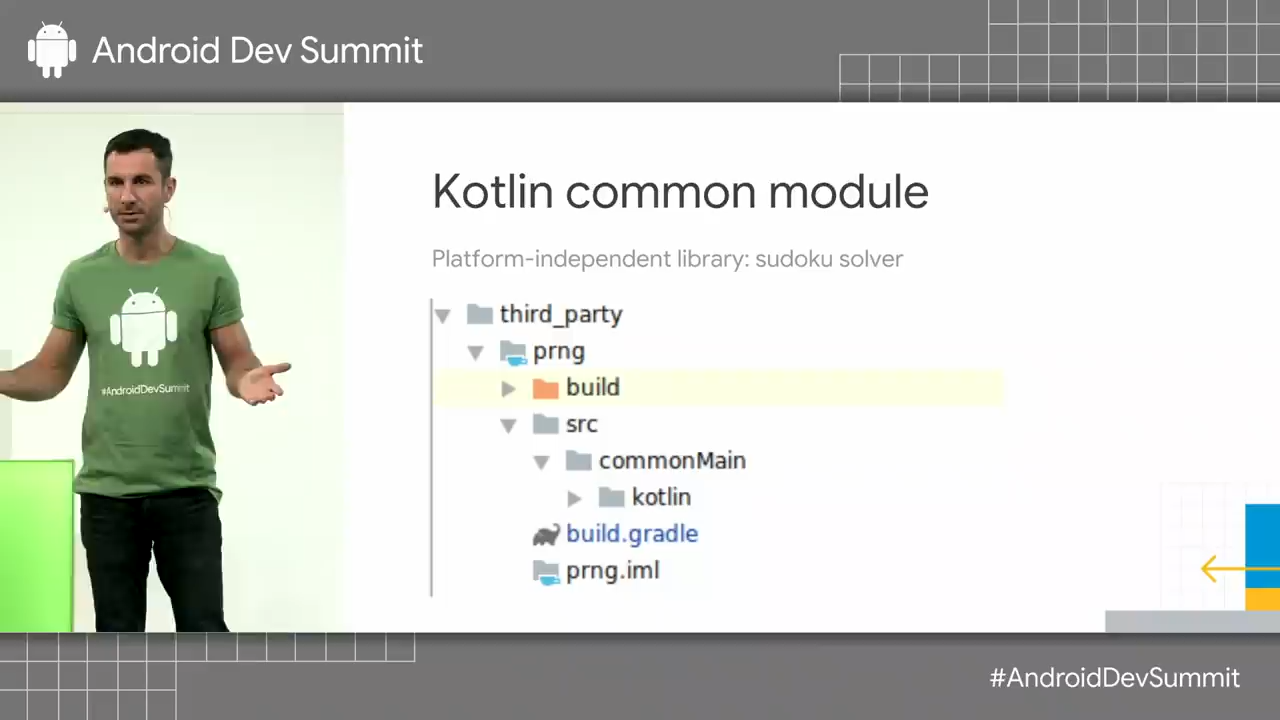 Android Dev Summit
Kotlin common module
Platform-independent library: sudoku solver
third_party
prng
build
src
commonMain
kotlin
build.gradle
prng.iml
#AndroidDevSummit
#AndroidDevSummit